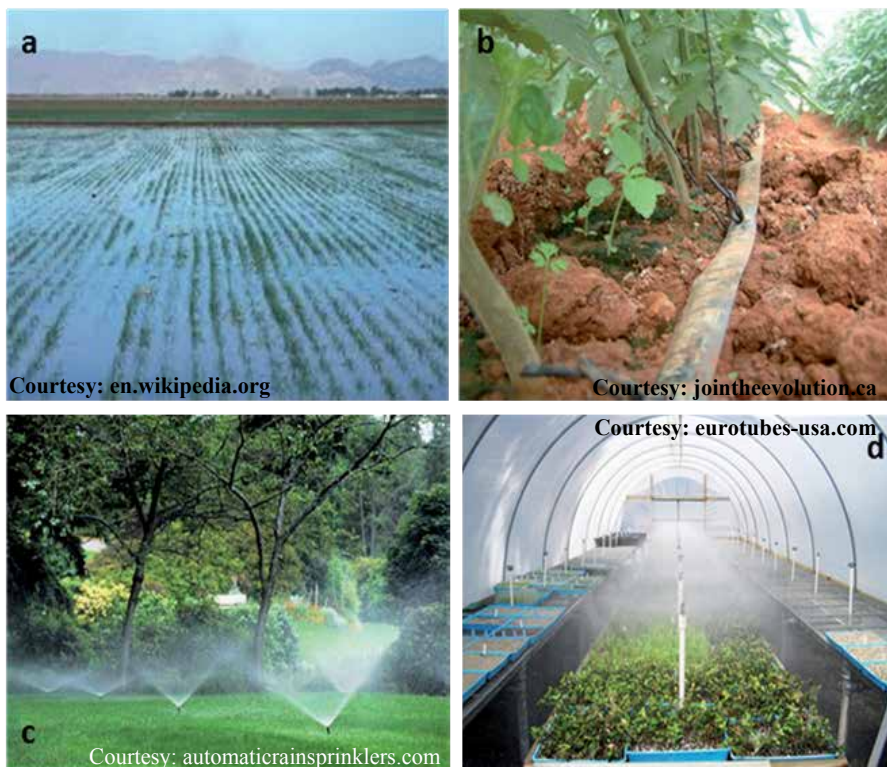 a
Courtesy: en.wikipedia.org
b
Courtesy: jointheevolution.ca
c
Courtesy: automaticrainsprinklers.com
Courtesy: eurotubes-usa.com
d